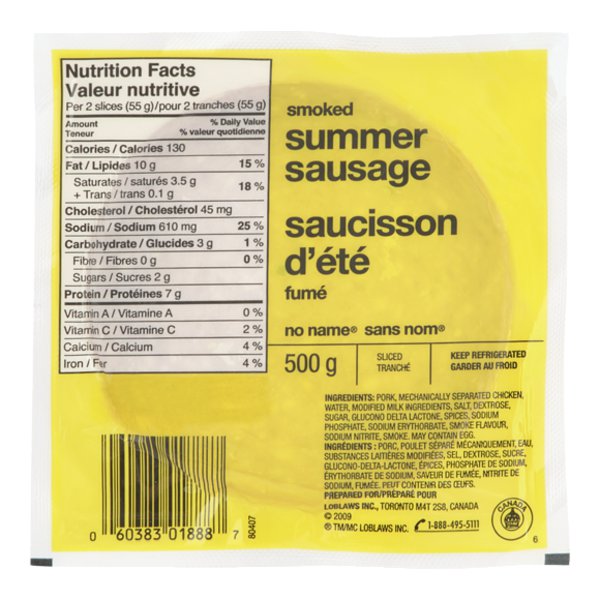 Nutrition Facts
Valeur nutritive
Per 2 slices (55 g)/pour 2 tranches (55 g)
Amount % Daily Value
Teneur % valeur quotidienne
Calories / Calories 130
Fat / Lipides 10 g 15 %
Saturates / saturés 3.5 g
+ Trans / trans 0.1 g 18 %
Cholesterol / Cholestérol 45 mg
Sodium / Sodium 610 mg 25 %
Carbohydrate / Glucides 3 g 1 %
Fibre / Fibres 0 g 0 %
Sugars / Sucres 2 g
Protein / Protéines 7 g
Vitamin A / Vitamine A 0 %
Vitamin C / Vitamine C 2 %
Calcium / Calcium 4 %
Iron / Fer 4 %
smoked
summer
sausage
saucisson
d'été
fumé
no name® sans nom®
500 g
SLICED
TRANCHÉ
KEEP REFRIGERATED
GARDER AU FROID
INGREDIENTS: PORK, MECHANICALLY SEPARATED CHICKEN,
WATER, MODIFIED MILK INGREDIENTS, SALT, DEXTROSE,
SUGAR, GLUCONO DELTA LACTONE, SPICES, SODIUM
PHOSPHATE, SODIUM ERYTHORBATE, SMOKE FLAVOUR,
SODIUM NITRITE, SMOKE. MAY CONTAIN EGG.
INGRÉDIENTS : PORC, POULET SÉPARÉ MÉCANIQUEMENT, EAU,
SUBSTANCES LAITIÈRES MODIFIÉES, SEL, DEXTROSE, SUCRE,
GLUCONO-DELTA-LACTONE, ÉPICES, PHOSPHATE DE SODIUM,
ÉRYTHORBATE DE SODIUM, SAVEUR DE FUMÉE, NITRITE DE
SODIUM, FUMÉE. PEUT CONTENIR DES ŒUFS.
PREPARED FOR/PRÉPARÉ POUR
LOBLAWS INC., TORONTO M4T 2S8, CANADA
© 2009
®/TM/MC LOBLAWS INC. 1-888-495-5111
CANADA
6
0 60383 01888 7
80407